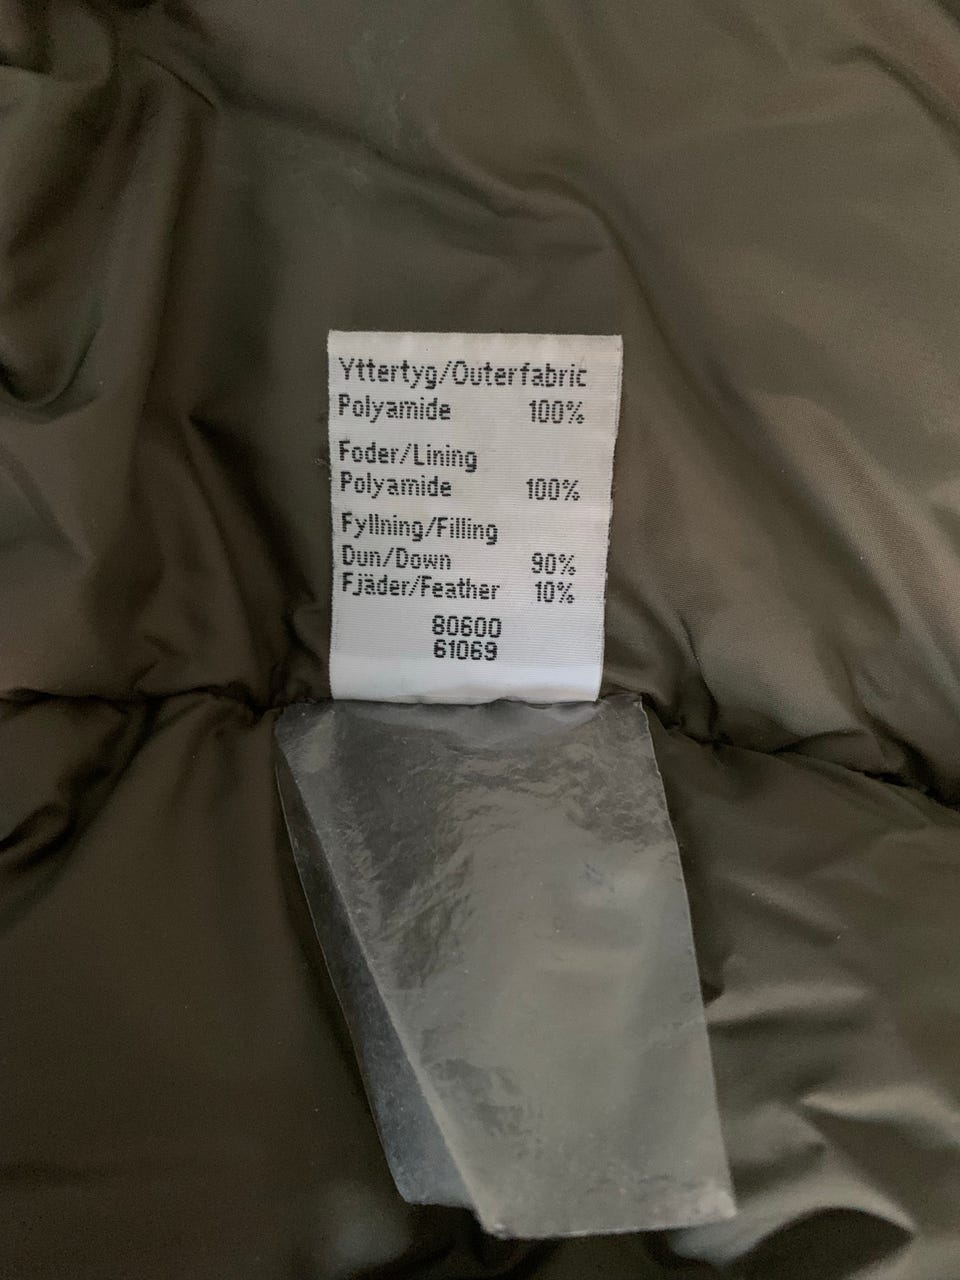 Yttertyg/Outerfabric
Polyamide 100%
Foder/Lining
Polyamide 100%
Fyllning/Filling
Dun/Down 90%
Fjäder/Feather 10%
80600
61069